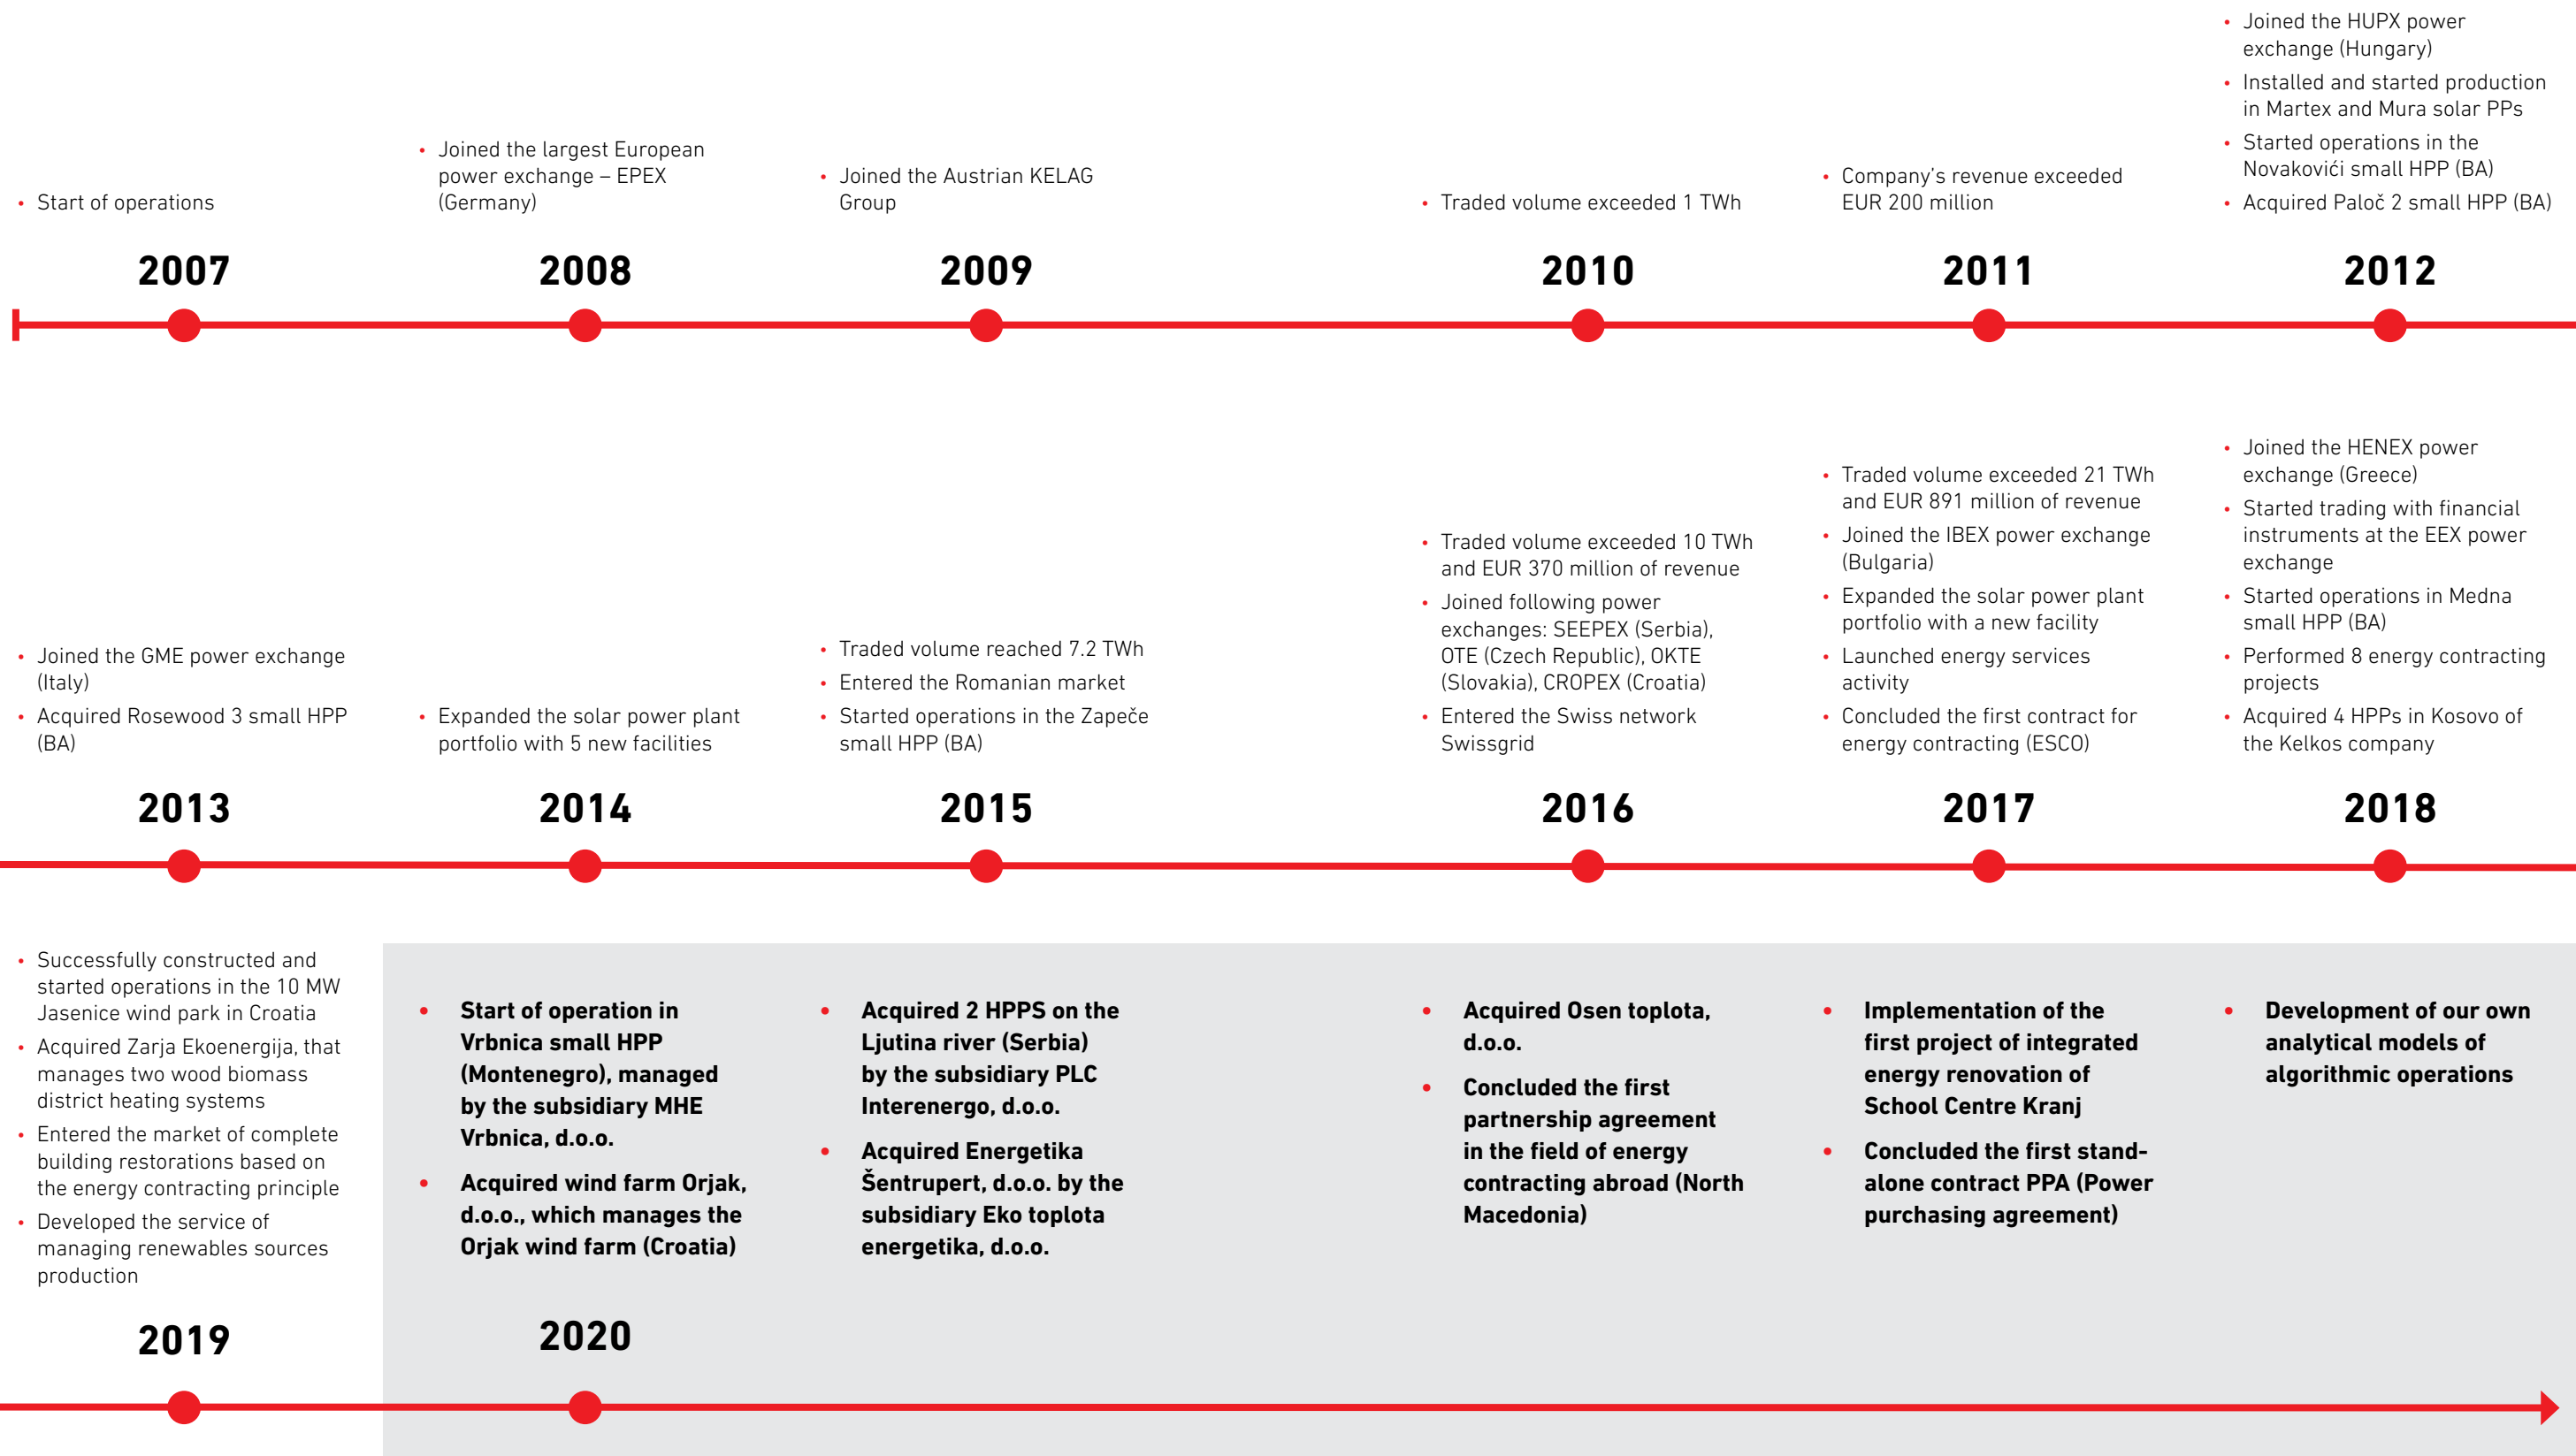 • Start of operations
2007
• Joined the largest European
power exchange – EPEX
(Germany)
2008
• Joined the Austrian KELAG
Group
2009
• Traded volume exceeded 1 TWh
2010
• Company's revenue exceeded
EUR 200 million
2011
• Joined the HUPX power
exchange (Hungary)
• Installed and started production
in Martex and Mura solar PPs
• Started operations in the
Novakovići small HPP (BA)
• Acquired Paloč 2 small HPP (BA)
2012
• Joined the GME power exchange
(Italy)
• Acquired Rosewood 3 small HPP
(BA)
2013
• Expanded the solar power plant
portfolio with 5 new facilities
2014
• Traded volume reached 7.2 TWh
• Entered the Romanian market
• Started operations in the Zapeče
small HPP (BA)
2015
• Traded volume exceeded 10 TWh
and EUR 370 million of revenue
• Joined following power
exchanges: SEEPEX (Serbia),
OTE (Czech Republic), OKTE
(Slovakia), CROPEX (Croatia)
• Entered the Swiss network
Swissgrid
2016
• Traded volume exceeded 21 TWh
and EUR 891 million of revenue
• Joined the IBEX power exchange
(Bulgaria)
• Expanded the solar power plant
portfolio with a new facility
• Launched energy services
activity
• Concluded the first contract for
energy contracting (ESCO)
2017
• Joined the HENEX power
exchange (Greece)
• Started trading with financial
instruments at the EEX power
exchange
• Started operations in Medna
small HPP (BA)
• Performed 8 energy contracting
projects
• Acquired 4 HPPs in Kosovo of
the Kelkos company
2018
• Successfully constructed and
started operations in the 10 MW
Jasenice wind park in Croatia
• Acquired Zarja Ekoenergija, that
manages two wood biomass
district heating systems
• Entered the market of complete
building restorations based on
the energy contracting principle
• Developed the service of
managing renewables sources
production
2019
• Start of operation in
Vrbnica small HPP
(Montenegro), managed
by the subsidiary MHE
Vrbnica, d.o.o.
• Acquired wind farm Orjak,
d.o.o., which manages the
Orjak wind farm (Croatia)
2020
• Acquired 2 HPPS on the
Ljutina river (Serbia)
by the subsidiary PLC
Interenergo, d.o.o.
• Acquired Energetika
Šentrupert, d.o.o. by the
subsidiary Eko toplota
energetika, d.o.o.
• Acquired Osen toplota,
d.o.o.
• Concluded the first
partnership agreement
in the field of energy
contracting abroad (North
Macedonia)
• Implementation of the
first project of integrated
energy renovation of
School Centre Kranj
• Concluded the first stand-
alone contract PPA (Power
purchasing agreement)
• Development of our own
analytical models of
algorithmic operations